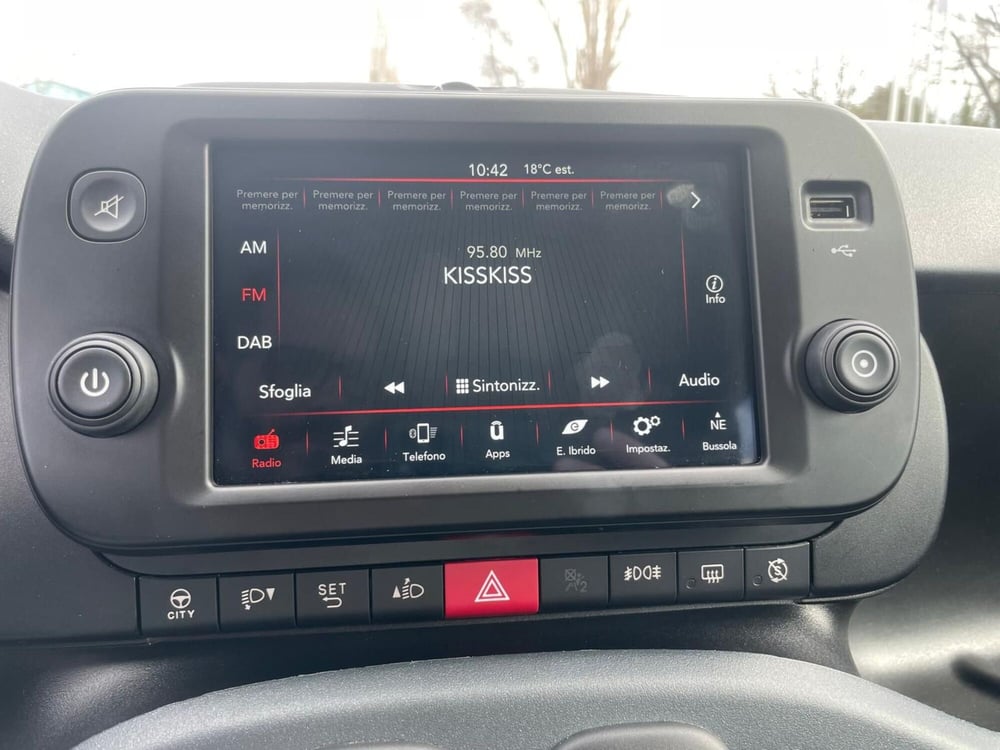 10:42 18°C est.
Premere per Premere per Premere per Premere per Premere per Premere per
memorizz. memorizz. memorizz. memorizz. memorizz. memorizz.
AM
95.80 MHz
KISSKISS
FM
Info
DAB
Sfoglia Sintonizz. Audio
Radio Media Telefono Apps E. Ibrido Impostaz. NE
Bussola
CITY
SET